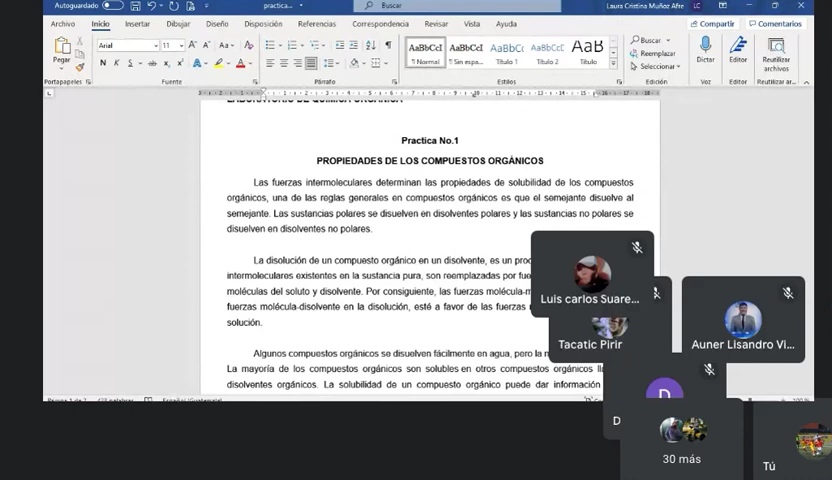 Autoguardado
practica...
Buscar
Laura Cristina Muñoz Afre
LC
Archivo Inicio Insertar Dibujar Diseño Disposición Referencias Correspondencia Revisar Vista Ayuda
Compartir Comentarios
Pegar
Arial 11
N K S
AaBbCcI AaBbCcI AaBbCc AaBbCcI AaB
¶ Normal ¶ Sin espa... Título 1 Título 2 Título
Buscar
Reemplazar
Seleccionar
Dictar
Editor
Reutilizar archivos
Portapapeles Fuente Párrafo Estilos Edición Voz Editor Reutilizar ar...
LABORATORIO DE QUIMICA ORGANICA
Practica No.1
PROPIEDADES DE LOS COMPUESTOS ORGÁNICOS
Las fuerzas intermoleculares determinan las propiedades de solubilidad de los compuestos
orgánicos, una de las reglas generales en compuestos orgánicos es que el semejante disuelve al
semejante. Las sustancias polares se disuelven en disolventes polares y las sustancias no polares se
disuelven en disolventes no polares.
La disolución de un compuesto orgánico en un disolvente, es un
intermoleculares existentes en la sustancia pura, son reemplazadas por
moléculas del soluto y disolvente. Por consiguiente, las fuerzas
fuerzas molécula-disolvente en la disolución, esté a favor de las fuerzas
solución.
Algunos compuestos orgánicos se disuelven fácilmente en agua, pero la
La mayoría de los compuestos orgánicos son solubles en otros compuestos orgánicos
disolventes orgánicos. La solubilidad de un compuesto orgánico puede dar información
Luis carlos Suare...
Tacatic Pirir
Auner Lisandro Vi...
D
D
30 más
Tú